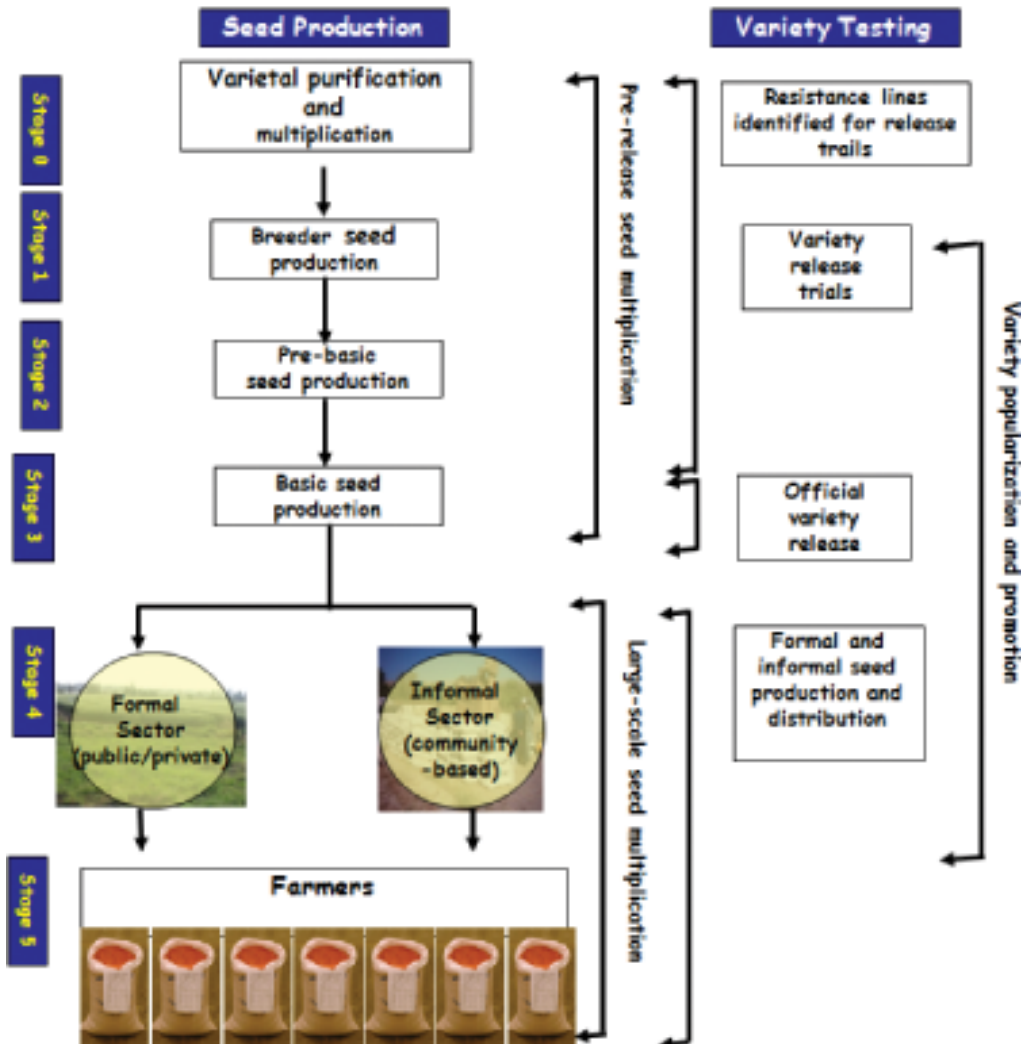 Seed Production
Variety Testing
Stage 0
Varietal purification
and
multiplication
Pre-release seed multiplication
Resistance lines
identified for release
trails
Stage 1
Breeder seed
production
Variety
release
trials
Stage 2
Pre-basic
seed production
Variety popularization and promotion
Stage 3
Basic seed
production
Official
variety
release
Stage 4
Formal
Sector
(public/private)
Informal
Sector
(community
-based)
Large-scale seed multiplication
Formal and
informal seed
production and
distribution
Stage 5
Farmers